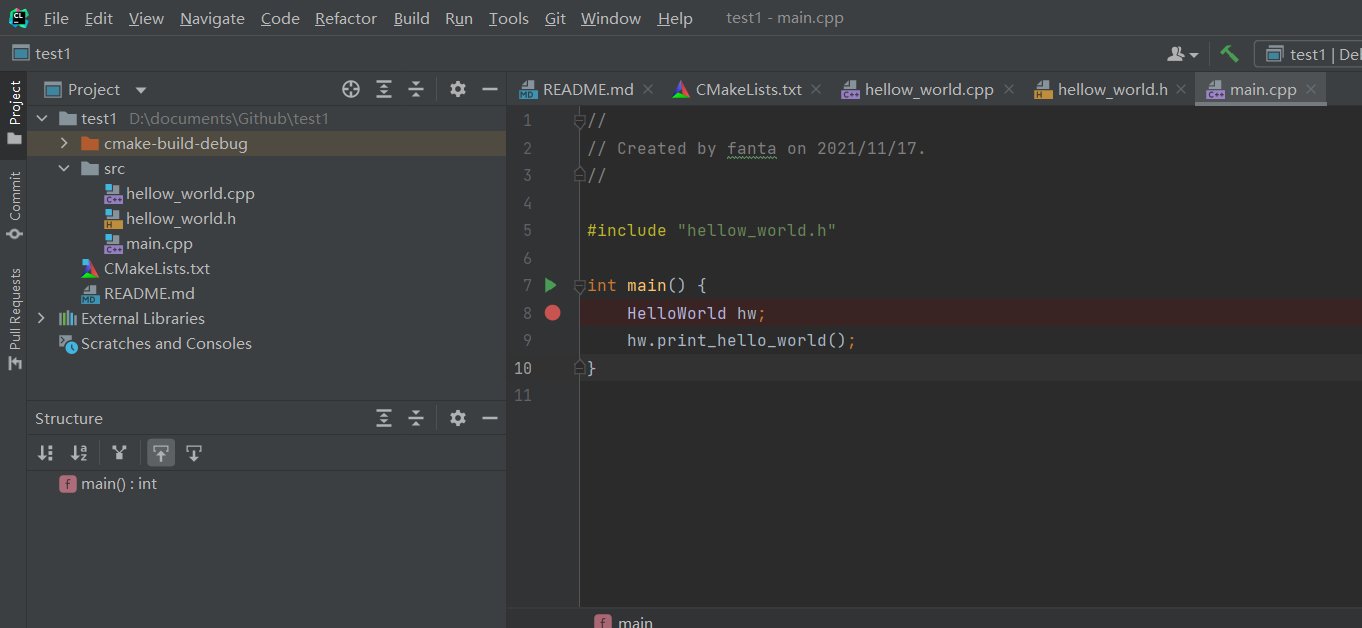 CL File Edit View Navigate Code Refactor Build Run Tools Git Window Help test1 - main.cpp
test1
test1 | De
Project
Commit
Pull Requests
Project
test1 D:\documents\Github\test1
cmake-build-debug
src
hellow_world.cpp
hellow_world.h
main.cpp
CMakeLists.txt
README.md
External Libraries
Scratches and Consoles
Structure
main() : int
README.md CMakeLists.txt hellow_world.cpp hellow_world.h main.cpp
1 //
2 // Created by fanta on 2021/11/17.
3 //
4
5 #include "hellow_world.h"
6
7 int main() {
8 HelloWorld hw;
9 hw.print_hello_world();
10 }
11
f main